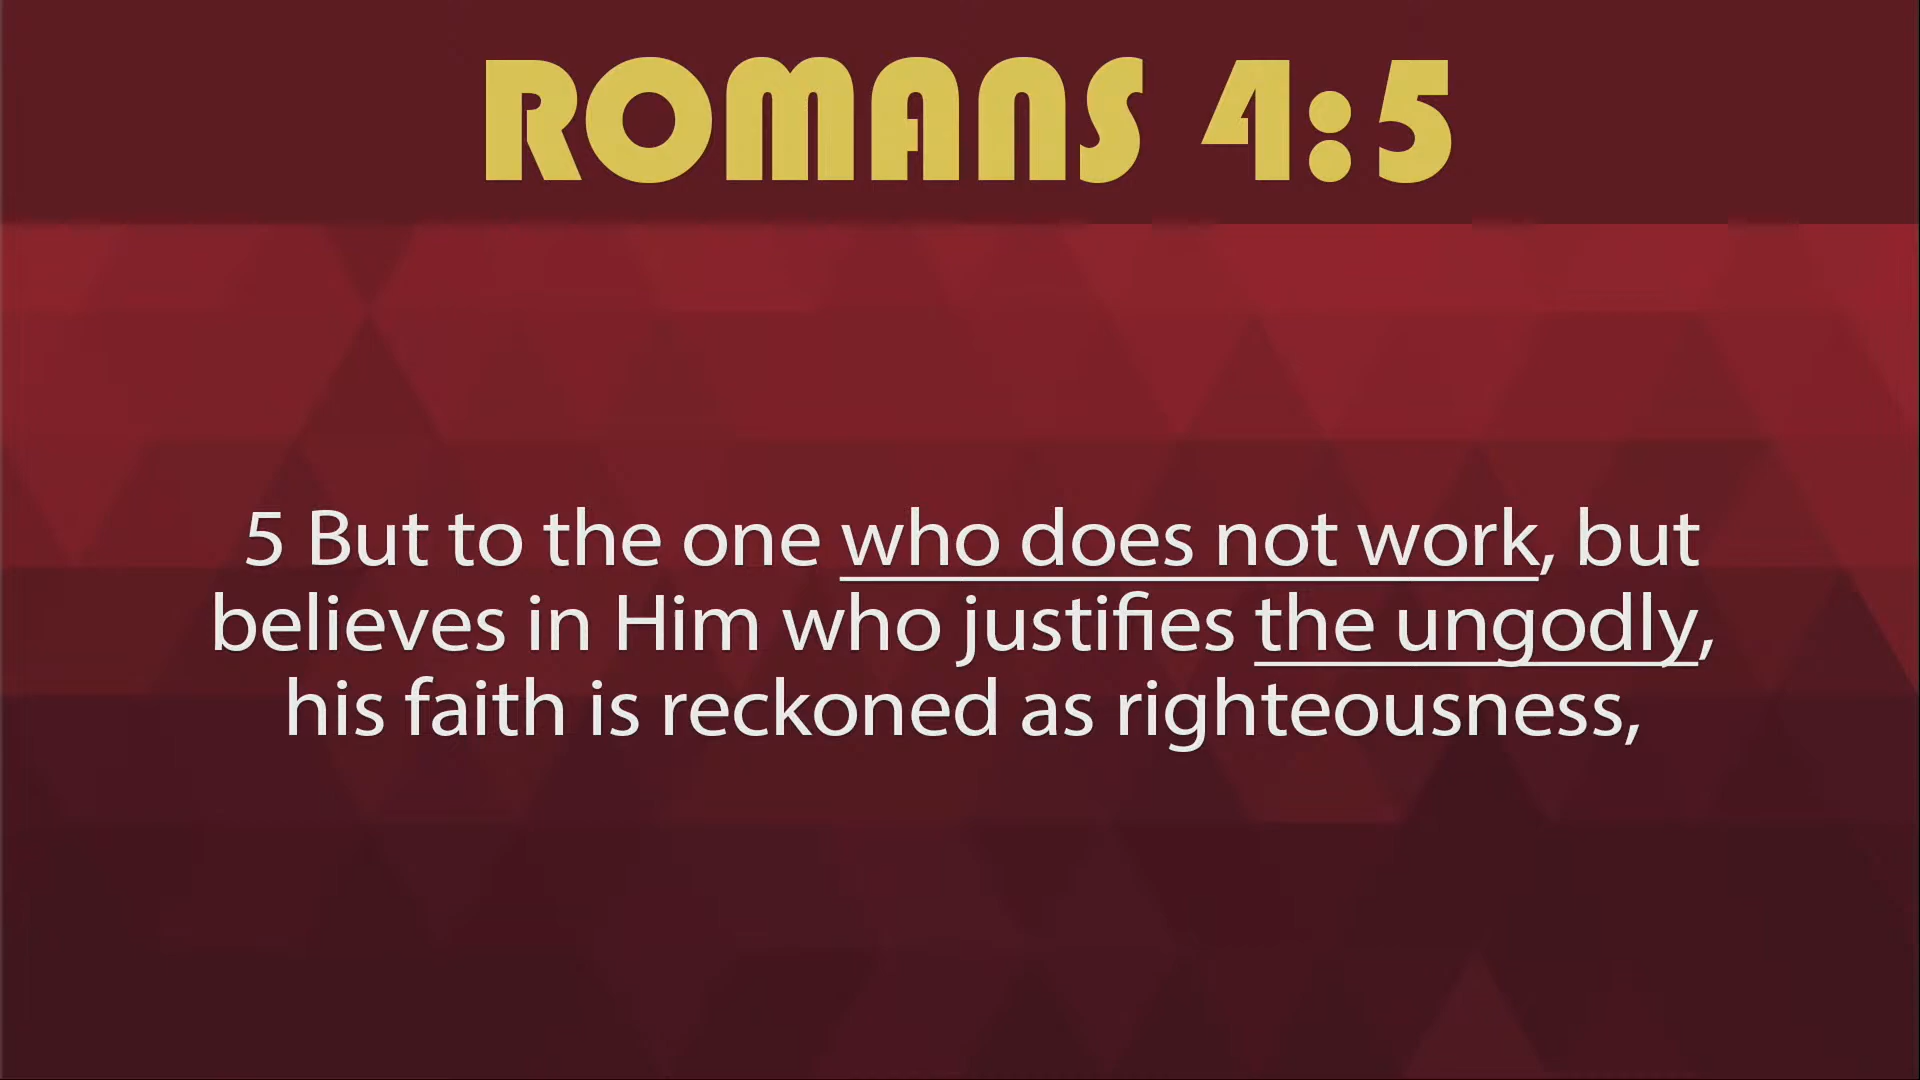 ROMANS 4:5
5 But to the one who does not work, but
believes in Him who justifies the ungodly,
his faith is reckoned as righteousness,